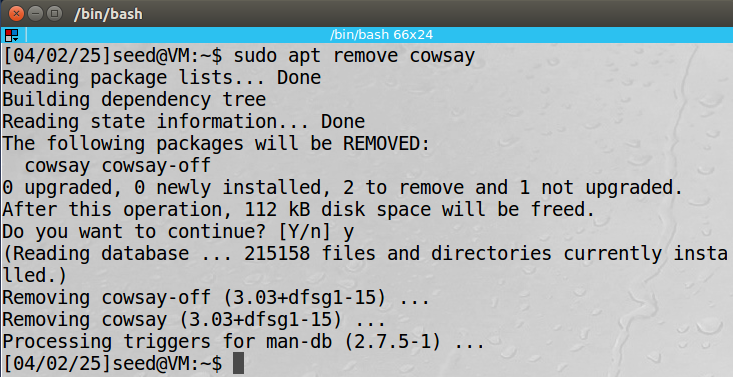 /bin/bash
/bin/bash 66x24
[04/02/25]seed@VM:~$ sudo apt remove cowsay
Reading package lists... Done
Building dependency tree
Reading state information... Done
The following packages will be REMOVED:
  cowsay cowsay-off
0 upgraded, 0 newly installed, 2 to remove and 1 not upgraded.
After this operation, 112 kB disk space will be freed.
Do you want to continue? [Y/n] y
(Reading database ... 215158 files and directories currently insta
lled.)
Removing cowsay-off (3.03+dfsg1-15) ...
Removing cowsay (3.03+dfsg1-15) ...
Processing triggers for man-db (2.7.5-1) ...
[04/02/25]seed@VM:~$